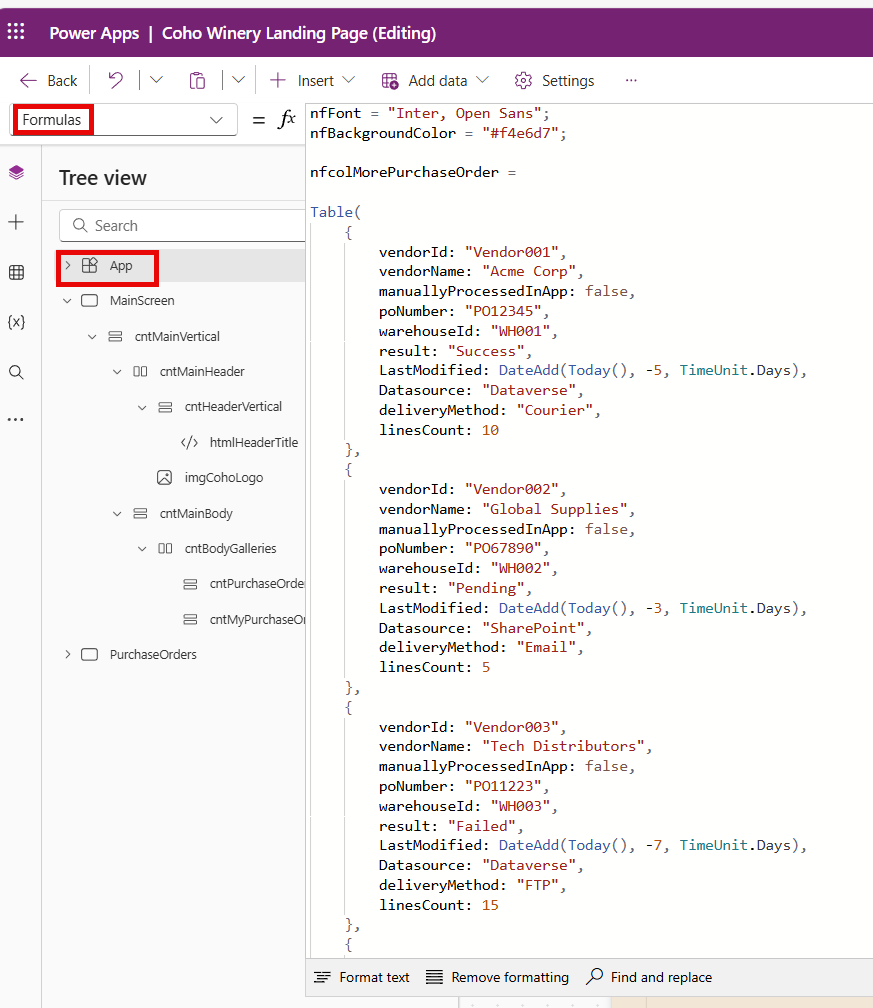 Power Apps | Coho Winery Landing Page (Editing)
Back Insert Add data Settings ...
Formulas = fx
nfFont = "Inter, Open Sans";
nfBackgroundColor = "#f4e6d7";
nfcolMorePurchaseOrder =
Table(
{
vendorId: "Vendor001",
vendorName: "Acme Corp",
manuallyProcessedInApp: false,
poNumber: "PO12345",
warehouseId: "WH001",
result: "Success",
LastModified: DateAdd(Today(), -5, TimeUnit.Days),
Datasource: "Dataverse",
deliveryMethod: "Courier",
linesCount: 10
},
{
vendorId: "Vendor002",
vendorName: "Global Supplies",
manuallyProcessedInApp: false,
poNumber: "PO67890",
warehouseId: "WH002",
result: "Pending",
LastModified: DateAdd(Today(), -3, TimeUnit.Days),
Datasource: "SharePoint",
deliveryMethod: "Email",
linesCount: 5
},
{
vendorId: "Vendor003",
vendorName: "Tech Distributors",
manuallyProcessedInApp: false,
poNumber: "PO11223",
warehouseId: "WH003",
result: "Failed",
LastModified: DateAdd(Today(), -7, TimeUnit.Days),
Datasource: "Dataverse",
deliveryMethod: "FTP",
linesCount: 15
},
{
Tree view
Search
App
MainScreen
cntMainVertical
cntMainHeader
cntHeaderVertical
</> htmlHeaderTitle
imgCohoLogo
cntMainBody
cntBodyGalleries
cntPurchaseOrde
cntMyPurchaseOr
PurchaseOrders
Format text Remove formatting Find and replace